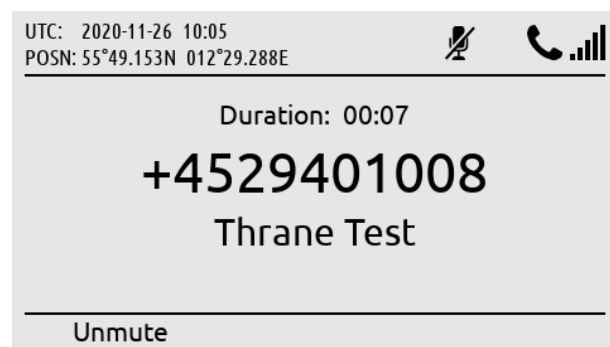 UTC: 2020-11-26 10:05
POSN: 55°49.153N 012°29.288E
Duration: 00:07
+4529401008
Thrane Test
Unmute